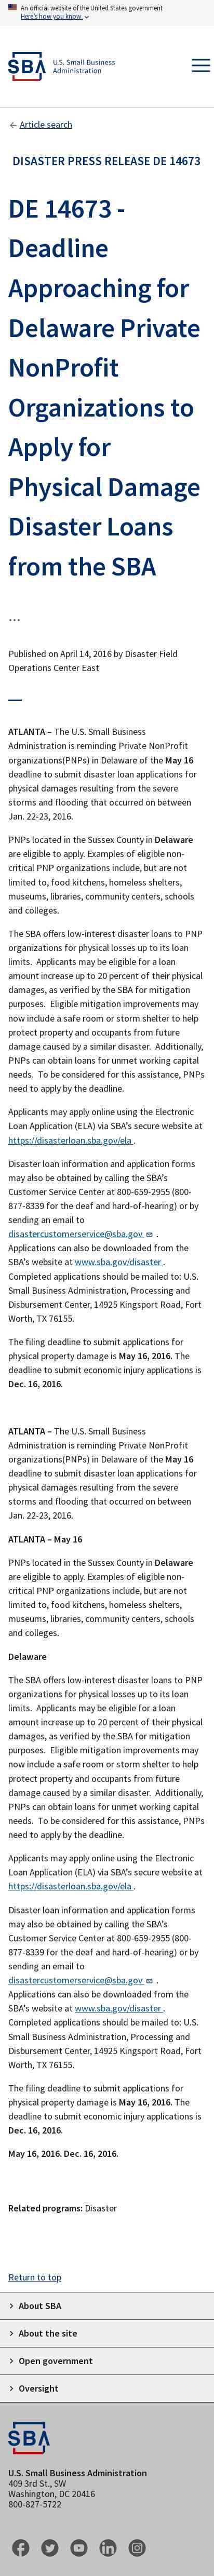 An official website of the United States government
Here's how you know
SBA
U.S. Small Business
Administration
Article search
DISASTER PRESS RELEASE DE 14673
DE 14673 -
Deadline
Approaching for
Delaware Private
NonProfit
Organizations to
Apply for
Physical Damage
Disaster Loans
from the SBA
...
Published on April 14, 2016 by Disaster Field
Operations Center East
ATLANTA – The U.S. Small Business
Administration is reminding Private NonProfit
organizations(PNPs) in Delaware of the May 16
deadline to submit disaster loan applications for
physical damages resulting from the severe
storms and flooding that occurred on between
Jan. 22-23, 2016.
PNPs located in the Sussex County in Delaware
are eligible to apply. Examples of eligible non-
critical PNP organizations include, but are not
limited to, food kitchens, homeless shelters,
museums, libraries, community centers, schools
and colleges.
The SBA offers low-interest disaster loans to PNP
organizations for physical losses up to its loan
limits.  Applicants may be eligible for a loan
amount increase up to 20 percent of their physical
damages, as verified by the SBA for mitigation
purposes.  Eligible mitigation improvements may
now include a safe room or storm shelter to help
protect property and occupants from future
damage caused by a similar disaster.  Additionally,
PNPs can obtain loans for unmet working capital
needs.  To be considered for this assistance, PNPs
need to apply by the deadline.
Applicants may apply online using the Electronic
Loan Application (ELA) via SBA's secure website at
https://disasterloan.sba.gov/ela .
Disaster loan information and application forms
may also be obtained by calling the SBA's
Customer Service Center at 800-659-2955 (800-
877-8339 for the deaf and hard-of-hearing) or by
sending an email to
disastercustomerservice@sba.gov .
Applications can also be downloaded from the
SBA's website at www.sba.gov/disaster .
Completed applications should be mailed to: U.S.
Small Business Administration, Processing and
Disbursement Center, 14925 Kingsport Road, Fort
Worth, TX 76155.
The filing deadline to submit applications for
physical property damage is May 16, 2016. The
deadline to submit economic injury applications is
Dec. 16, 2016.
ATLANTA – The U.S. Small Business
Administration is reminding Private NonProfit
organizations(PNPs) in Delaware of the May 16
deadline to submit disaster loan applications for
physical damages resulting from the severe
storms and flooding that occurred on between
Jan. 22-23, 2016.
ATLANTA – May 16
PNPs located in the Sussex County in Delaware
are eligible to apply. Examples of eligible non-
critical PNP organizations include, but are not
limited to, food kitchens, homeless shelters,
museums, libraries, community centers, schools
and colleges.
Delaware
The SBA offers low-interest disaster loans to PNP
organizations for physical losses up to its loan
limits.  Applicants may be eligible for a loan
amount increase up to 20 percent of their physical
damages, as verified by the SBA for mitigation
purposes.  Eligible mitigation improvements may
now include a safe room or storm shelter to help
protect property and occupants from future
damage caused by a similar disaster.  Additionally,
PNPs can obtain loans for unmet working capital
needs.  To be considered for this assistance, PNPs
need to apply by the deadline.
Applicants may apply online using the Electronic
Loan Application (ELA) via SBA's secure website at
https://disasterloan.sba.gov/ela .
Disaster loan information and application forms
may also be obtained by calling the SBA's
Customer Service Center at 800-659-2955 (800-
877-8339 for the deaf and hard-of-hearing) or by
sending an email to
disastercustomerservice@sba.gov .
Applications can also be downloaded from the
SBA's website at www.sba.gov/disaster .
Completed applications should be mailed to: U.S.
Small Business Administration, Processing and
Disbursement Center, 14925 Kingsport Road, Fort
Worth, TX 76155.
The filing deadline to submit applications for
physical property damage is May 16, 2016. The
deadline to submit economic injury applications is
Dec. 16, 2016.
May 16, 2016. Dec. 16, 2016.
Related programs: Disaster
Return to top
About SBA
About the site
Open government
Oversight
SBA
U.S. Small Business Administration
409 3rd St., SW
Washington, DC 20416
800-827-5722